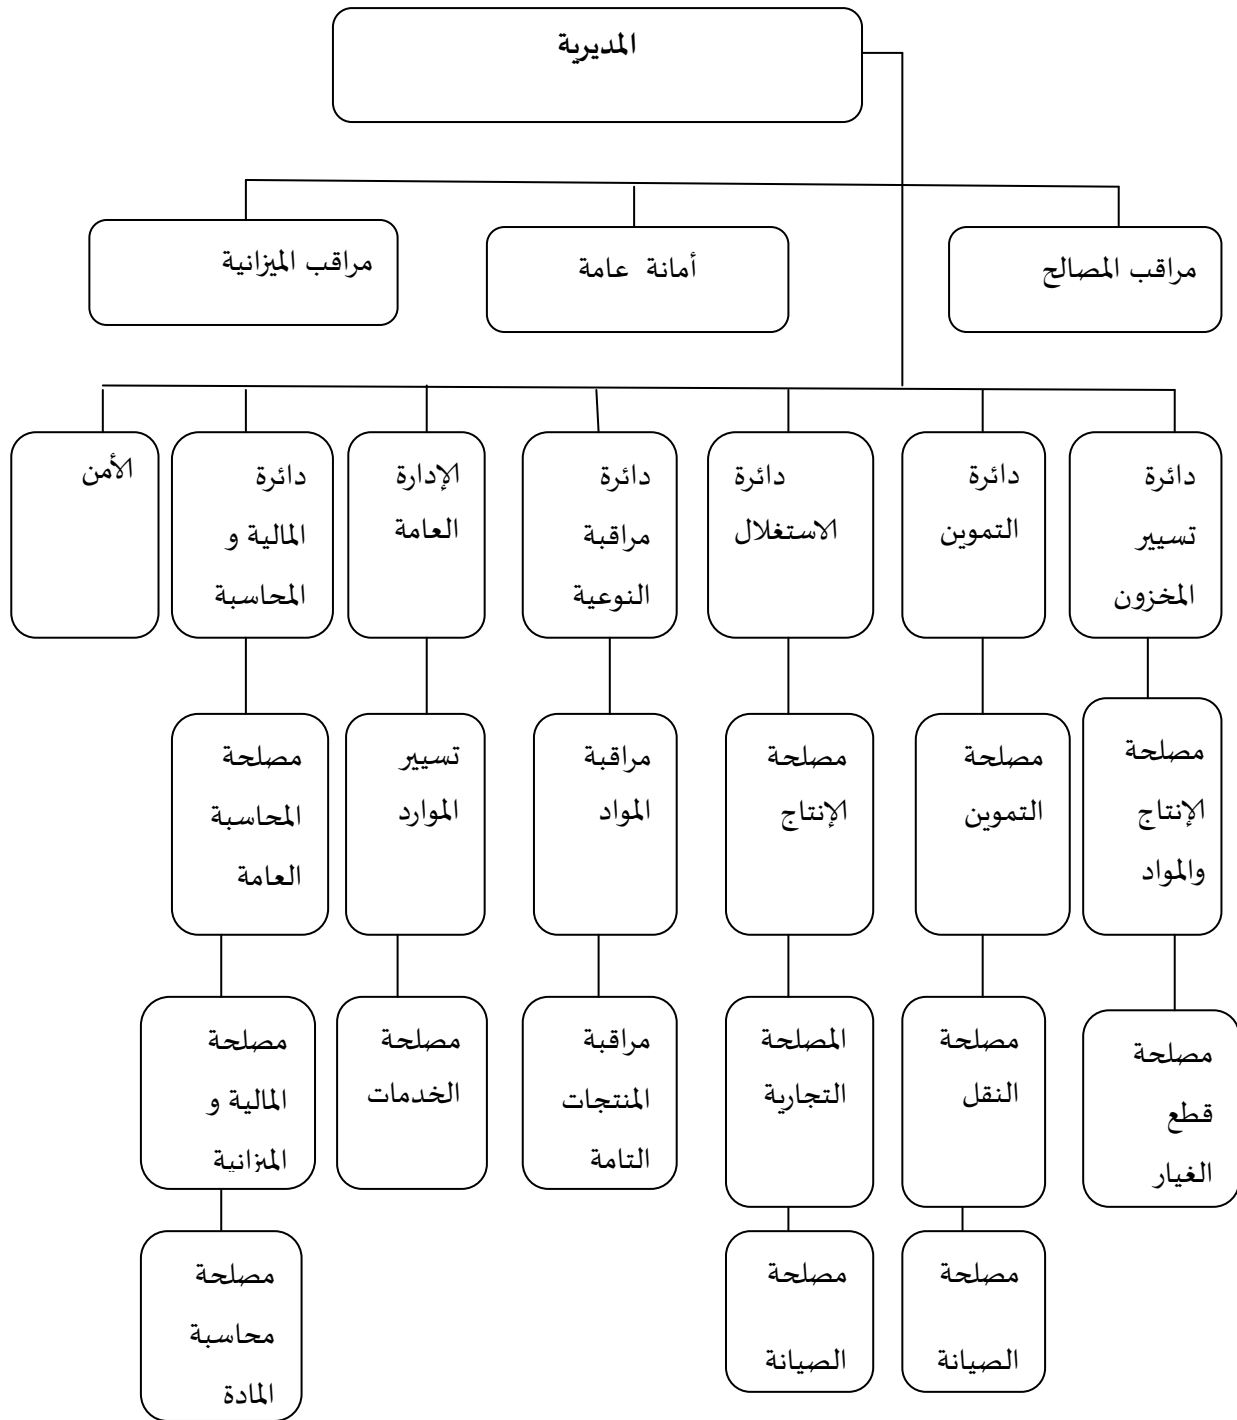 المديرية
مراقب المصالح
أمانة عامة
مراقب الميزانية
دائرة
تسيير
المخزون
دائرة
التموين
دائرة
الاستغلال
دائرة
مراقبة
النوعية
الإدارة
العامة
دائرة
المالية و
المحاسبة
الأمن
مصلحة
الإنتاج
والمواد
مصلحة
التموين
مصلحة
الإنتاج
مراقبة
المواد
تسيير
الموارد
مصلحة
المحاسبة
العامة
مصلحة
قطع
الغيار
مصلحة
النقل
المصلحة
التجارية
مراقبة
المنتجات
التامة
مصلحة
الخدمات
مصلحة
المالية و
الميزانية
مصلحة
الصيانة
مصلحة
الصيانة
مصلحة
محاسبة
المادة